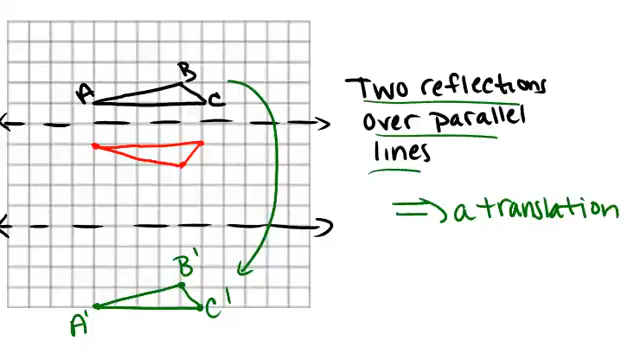 B
A
C
Two reflections
over parallel
lines
⇒ a translation
B'
A'
C'